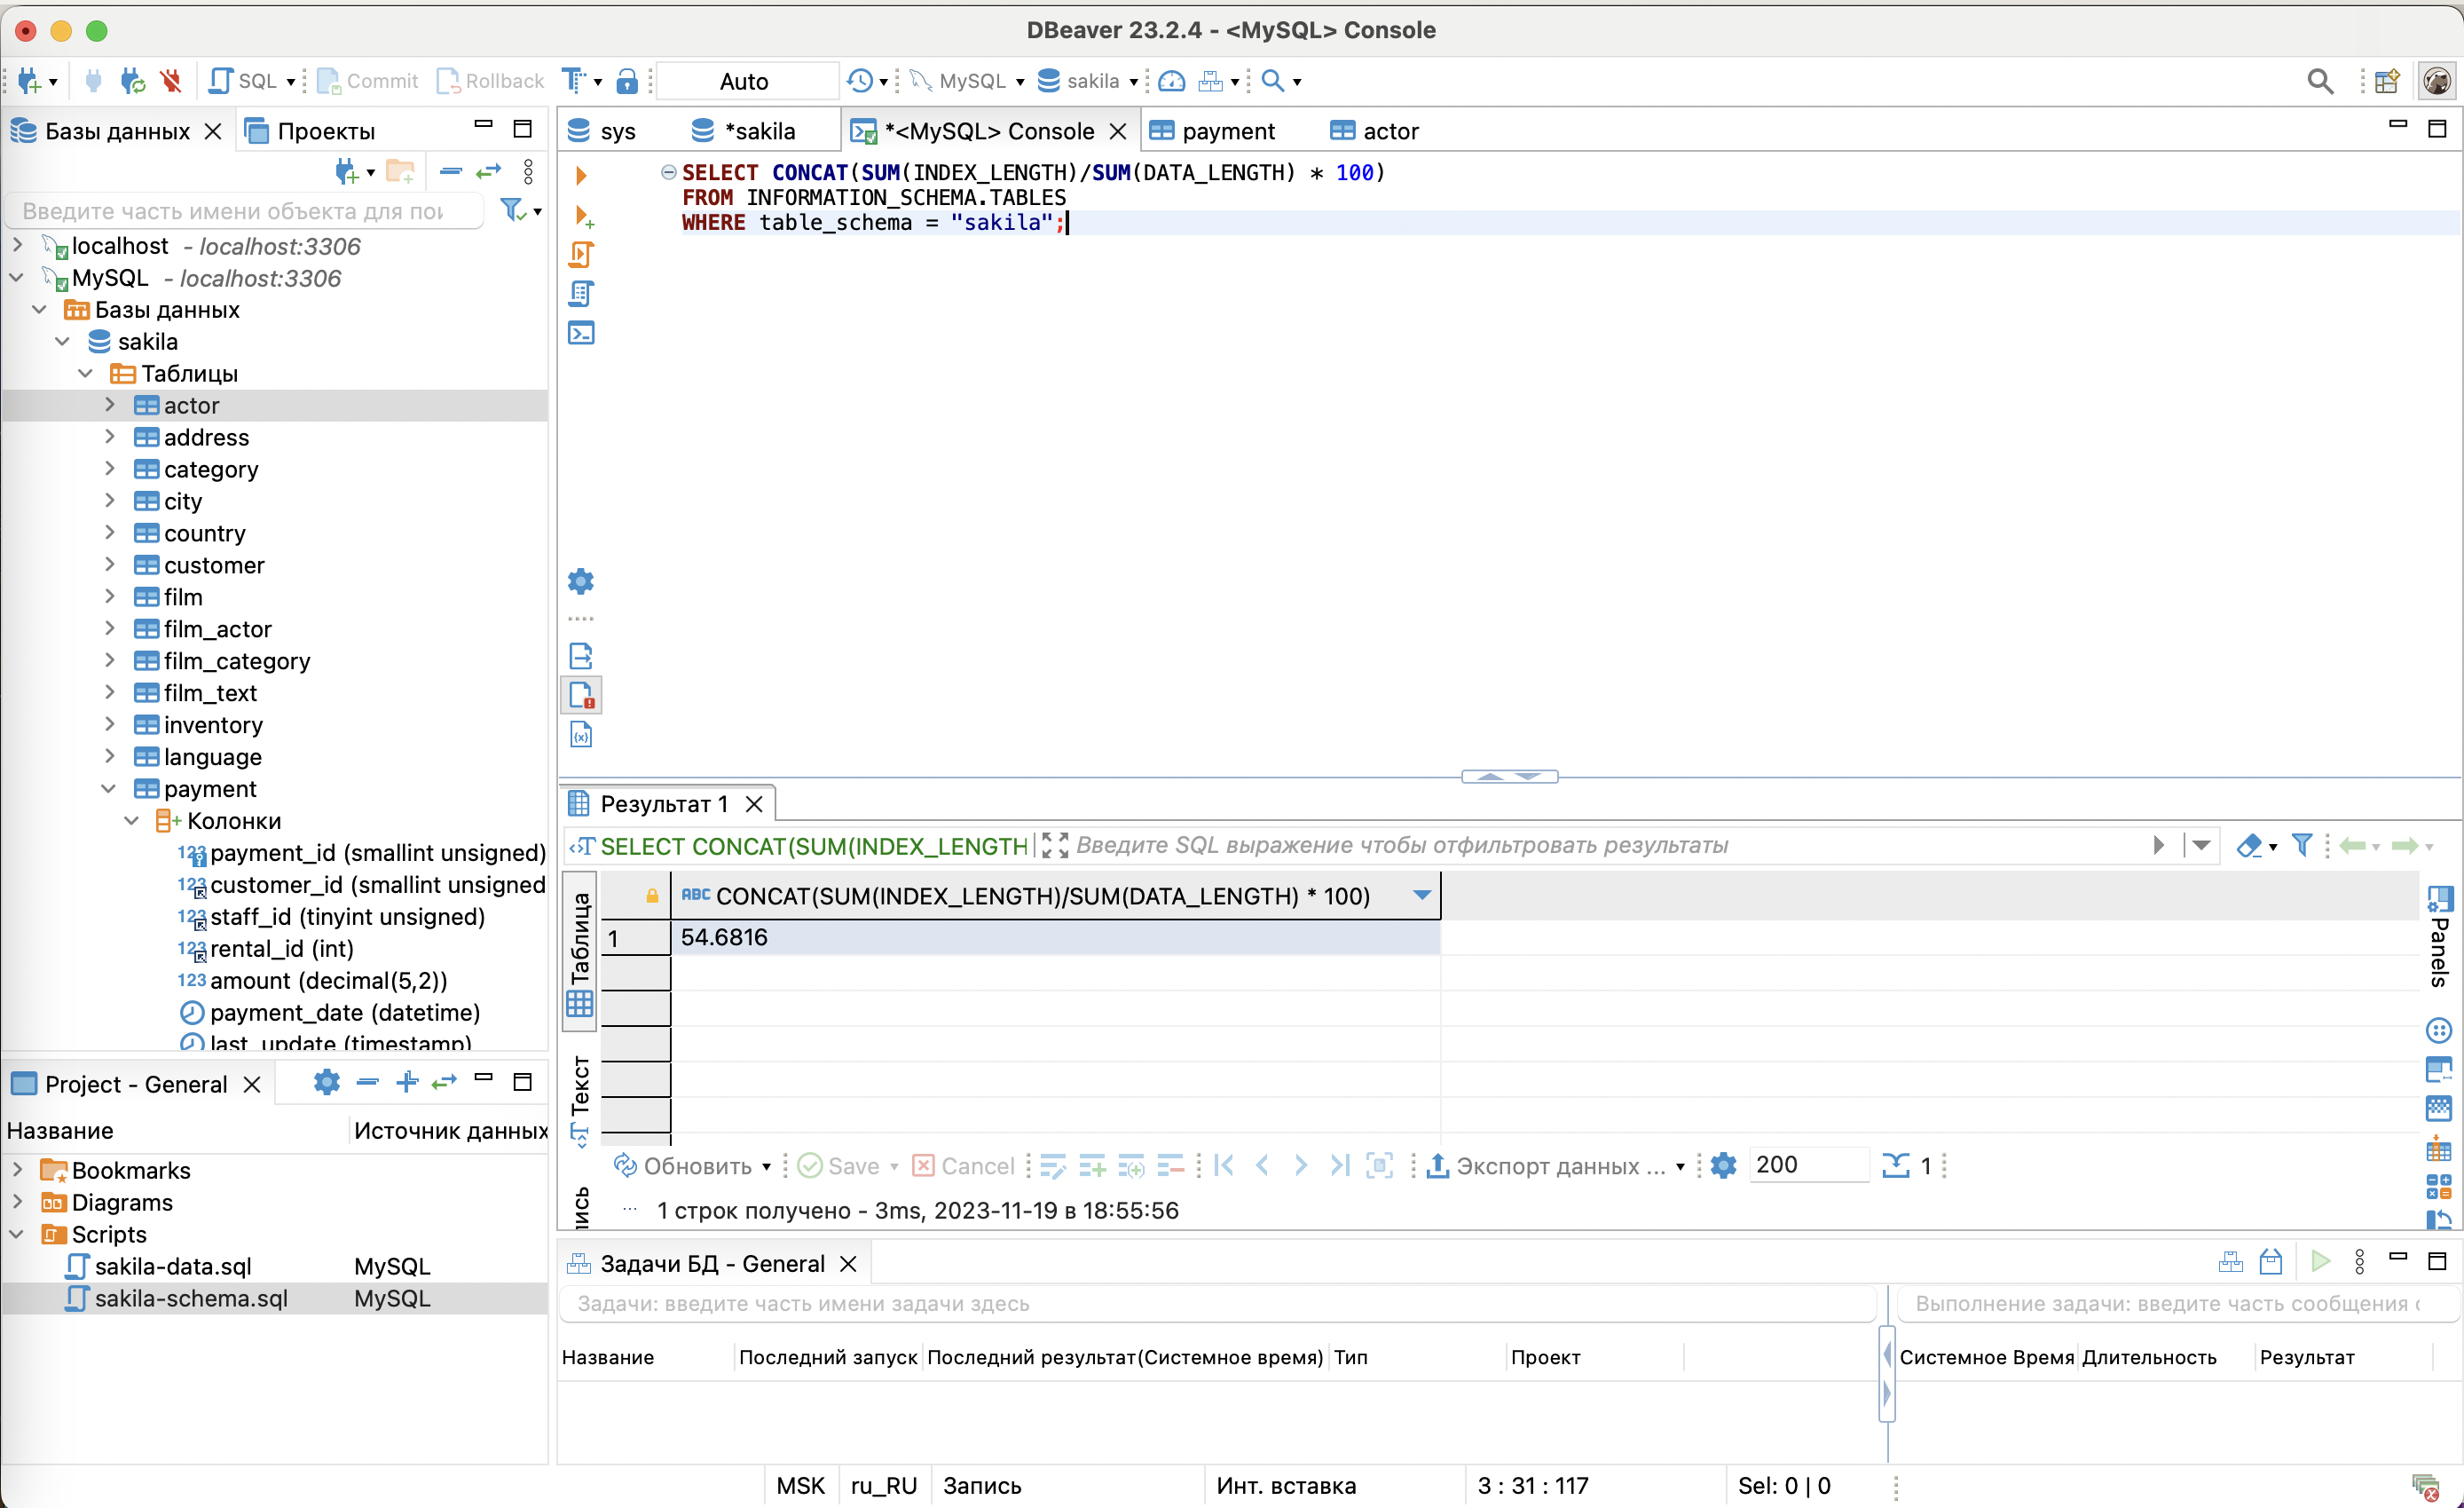 DBeaver 23.2.4 - <MySQL> Console
SQL Commit Rollback Auto MySQL sakila
Базы данных Проекты
sys *sakila *<MySQL> Console payment actor
Введите часть имени объекта для
localhost - localhost:3306
MySQL - localhost:3306
Базы данных
sakila
Таблицы
actor
address
category
city
country
customer
film
film_actor
film_category
film_text
inventory
language
payment
Колонки
123 payment_id (smallint unsigned)
123 customer_id (smallint unsigned
123 staff_id (tinyint unsigned)
123 rental_id (int)
123 amount (decimal(5,2))
payment_date (datetime)
last_update (timestamp)
SELECT CONCAT(SUM(INDEX_LENGTH)/SUM(DATA_LENGTH) * 100)
FROM INFORMATION_SCHEMA.TABLES
WHERE table_schema = "sakila";
Результат 1
SELECT CONCAT(SUM(INDEX_LENGTH Введите SQL выражение чтобы отфильтровать результаты
Таблица
Текст
ABC CONCAT(SUM(INDEX_LENGTH)/SUM(DATA_LENGTH) * 100)
1 54.6816
Panels
Обновить Save Cancel Экспорт данных ... 200 1
... 1 строк получено - 3ms, 2023-11-19 в 18:55:56
Project - General
Название Источник данных
Bookmarks
Diagrams
Scripts
sakila-data.sql MySQL
sakila-schema.sql MySQL
Задачи БД - General
Задачи: введите часть имени задачи здесь
Выполнение задачи: введите часть сообщения
Название Последний запуск Последний результат(Системное время) Тип Проект
Системное Время Длительность Результат
MSK ru_RU Запись Инт. вставка 3 : 31 : 117 Sel: 0 | 0